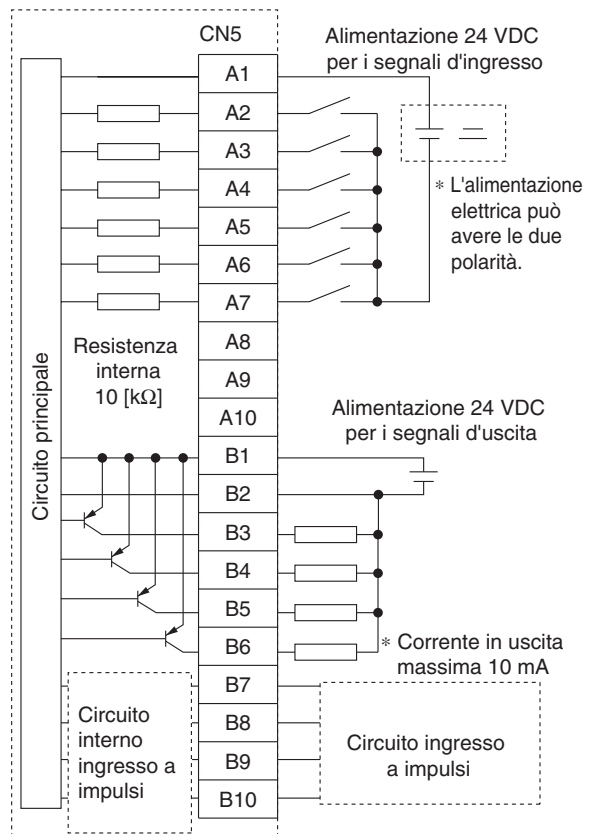 CN5
Alimentazione 24 VDC
per i segnali d'ingresso
A1
A2
A3
A4
A5
A6
A7
A8
A9
A10
* L'alimentazione
elettrica può
avere le due
polarità.
Resistenza
interna
10 [kΩ]
Circuito principale
Alimentazione 24 VDC
per i segnali d'uscita
B1
B2
B3
B4
B5
B6
B7
B8
B9
B10
* Corrente in uscita
massima 10 mA
Circuito
interno
ingresso a
impulsi
Circuito ingresso
a impulsi